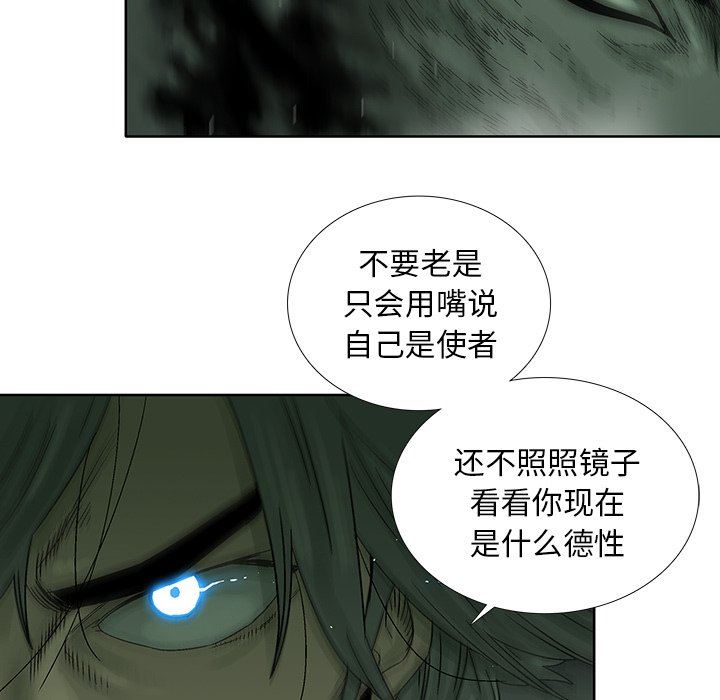 不要老是
只会用嘴说
自己是使者
还不照照镜子
看看你现在
是什么德性